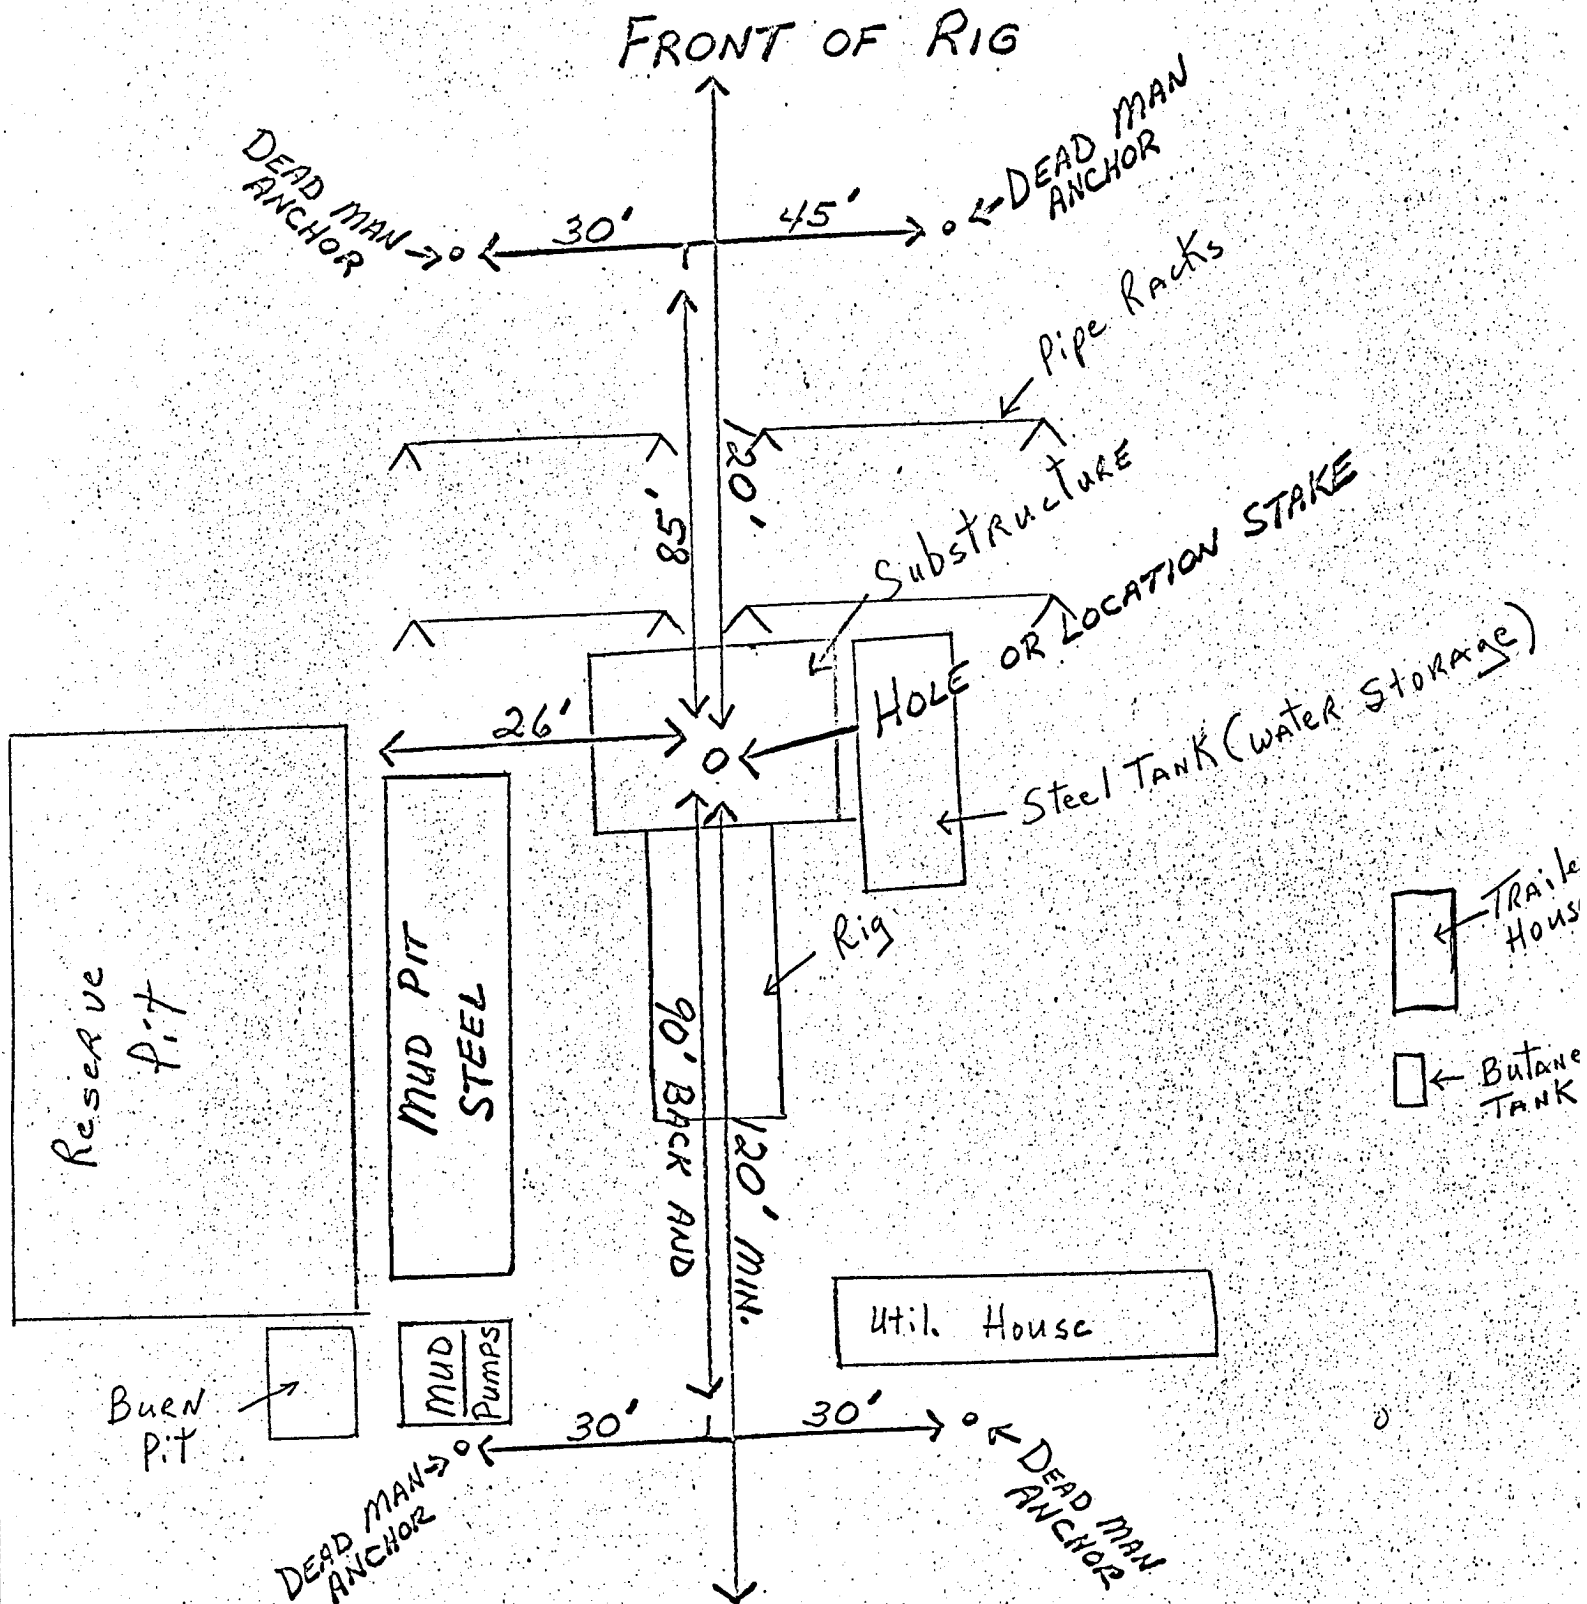 FRONT OF RIG
DEAD MAN
ANCHOR
30'
45'
DEAD MAN
ANCHOR
Pipe Racks
85'
120'
Substructure
HOLE OR LOCATION STAKE
26'
Steel TANK (WATER STORAGE)
Reserve
Pit
MUD PIT
STEEL
Rig
TRAile
House
Butane
TANK
90' BACK AND
120' MIN.
Util. House
MUD
Pumps
BURN
Pit
30'
30'
DEAD MAN
ANCHOR
DEAD MAN
ANCHOR